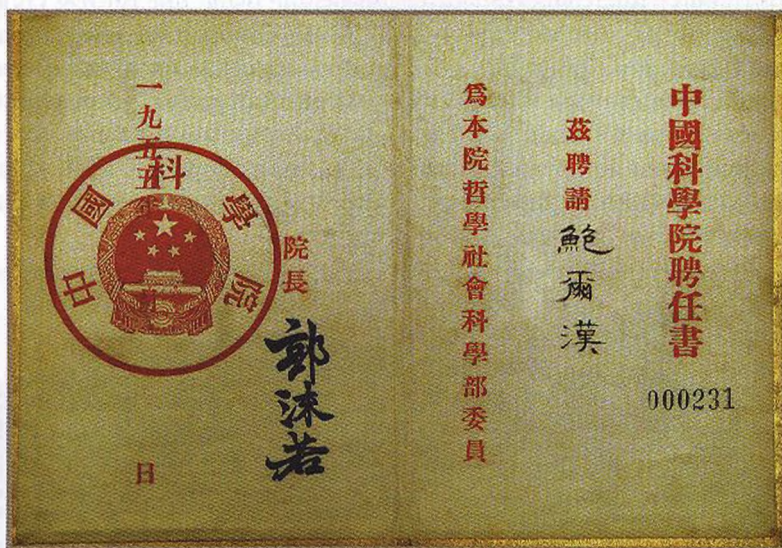 中國科學院聘任書
000231
茲聘請鮑爾漢
爲本院哲學社會科學部委員
院長
郭沫若
一九五五年 月 日
中國科學院